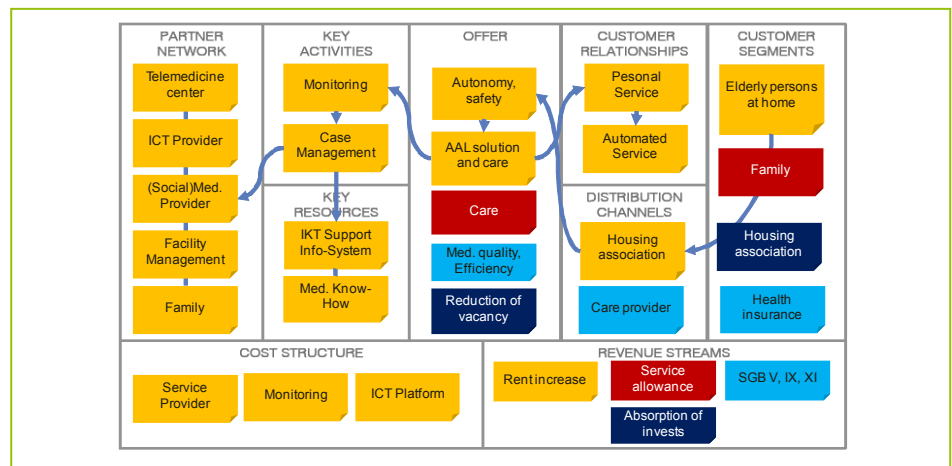 PARTNER
NETWORK
Telemedicine
center
ICT Provider
(Social)Med.
Provider
Facility
Management
Family
KEY
ACTIVITIES
Monitoring
Case
Management
KEY
RESOURCES
IKT Support
Info-System
Med. Know-
How
OFFER
Autonomy,
safety
AAL solution
and care
Care
Med. quality,
Efficiency
Reduction of
vacancy
CUSTOMER
RELATIONSHIPS
Pesonal
Service
Automated
Service
DISTRIBUTION
CHANNELS
Housing
association
Care provider
CUSTOMER
SEGMENTS
Elderly persons
at home
Family
Housing
association
Health
insurance
COST STRUCTURE
Service
Provider
Monitoring
ICT Platform
REVENUE STREAMS
Rent increase
Service
allowance
Absorption of
invests
SGB V, IX, XI